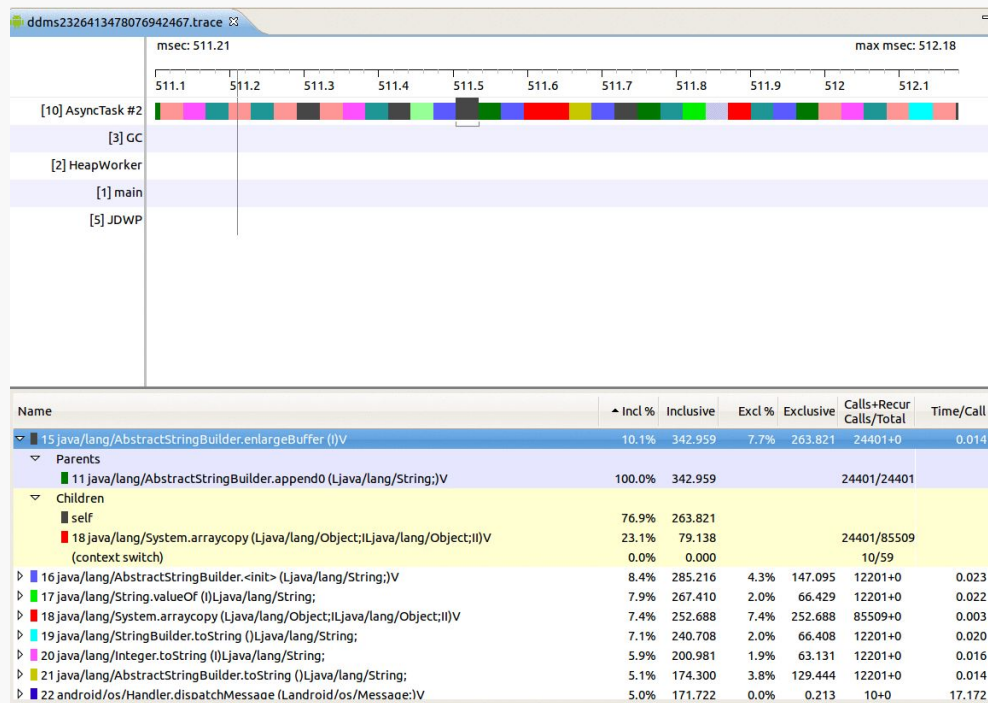 ddms2326413478076942467.trace
msec: 511.21 max msec: 512.18
511.1 511.2 511.3 511.4 511.5 511.6 511.7 511.8 511.9 512 512.1
[10] AsyncTask #2
[3] GC
[2] HeapWorker
[1] main
[5] JDWP
Name Incl % Inclusive Excl % Exclusive Calls+Recur Calls/Total Time/Call
15 java/lang/AbstractStringBuilder.enlargeBuffer (I)V 10.1% 342.959 7.7% 263.821 24401+0 0.014
Parents
11 java/lang/AbstractStringBuilder.append0 (Ljava/lang/String;)V 100.0% 342.959 24401/24401
Children
self 76.9% 263.821
18 java/lang/System.arraycopy (Ljava/lang/Object;ILjava/lang/Object;II)V 23.1% 79.138 24401/85509
(context switch) 0.0% 0.000 10/59
16 java/lang/AbstractStringBuilder.<init> (Ljava/lang/String;)V 8.4% 285.216 4.3% 147.095 12201+0 0.023
17 java/lang/String.valueOf (I)Ljava/lang/String; 7.9% 267.410 2.0% 66.429 12201+0 0.022
18 java/lang/System.arraycopy (Ljava/lang/Object;ILjava/lang/Object;II)V 7.4% 252.688 7.4% 252.688 85509+0 0.003
19 java/lang/StringBuilder.toString ()Ljava/lang/String; 7.1% 240.708 2.0% 66.408 12201+0 0.020
20 java/lang/Integer.toString (I)Ljava/lang/String; 5.9% 200.981 1.9% 63.131 12201+0 0.016
21 java/lang/AbstractStringBuilder.toString ()Ljava/lang/String; 5.1% 174.300 3.8% 129.444 12201+0 0.014
22 android/os/Handler.dispatchMessage (Landroid/os/Message;)V 5.0% 171.722 0.0% 0.213 10+0 17.172